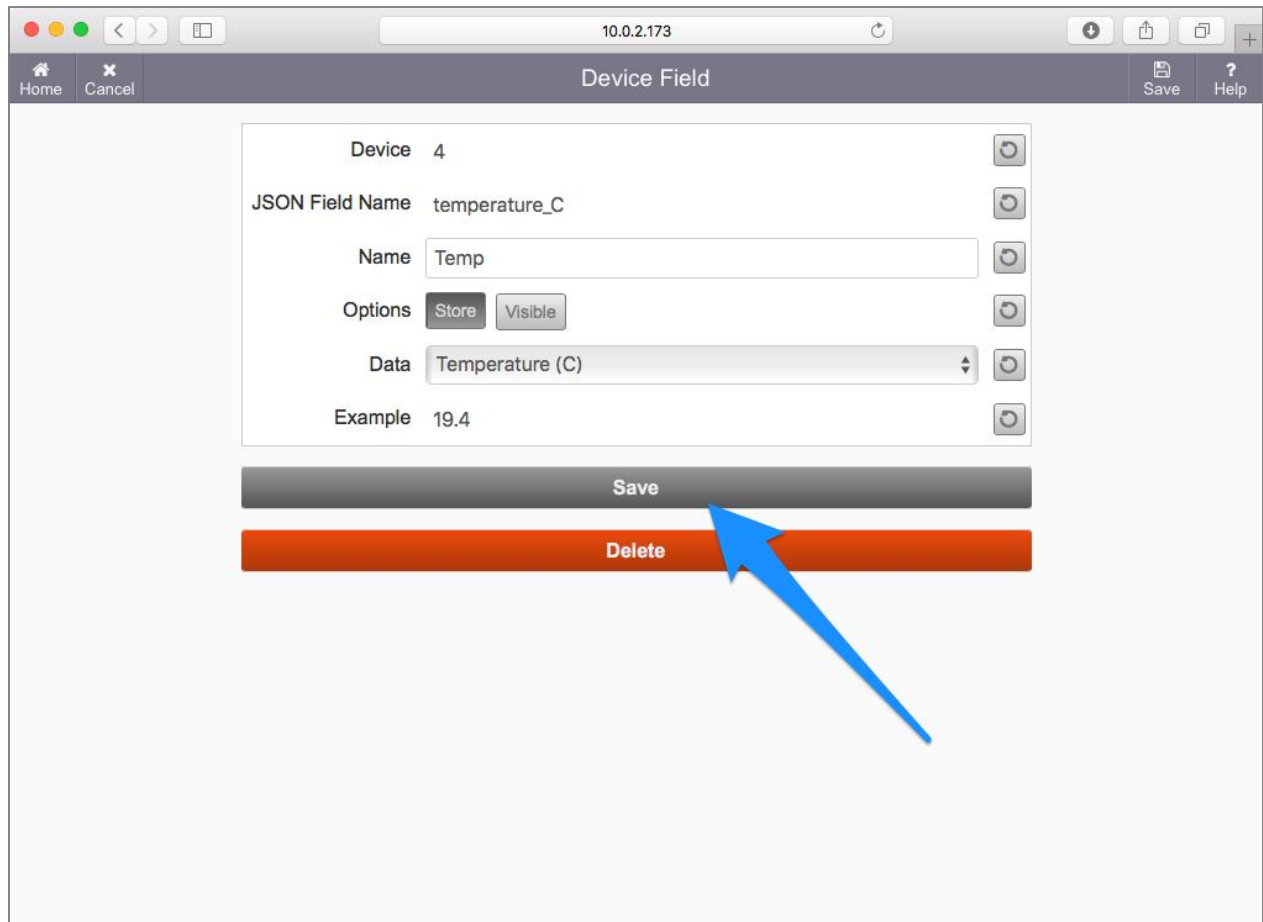 10.0.2.173
Home Cancel Device Field Save ? Help
Device 4
JSON Field Name temperature_C
Name Temp
Options Store Visible
Data Temperature (C)
Example 19.4
Save
Delete